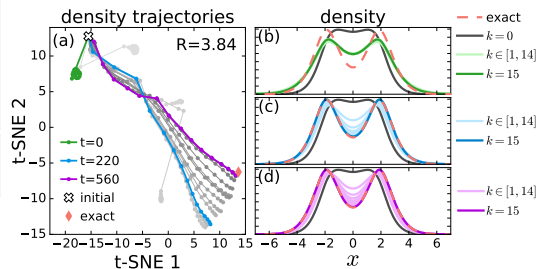 density trajectories
(a)
R=3.84
t-SNE 2
10
5
0
−5
−10
−15
t=0
t=220
t=560
initial
exact
−20 −15 −10 −5 0 5 10 15
t-SNE 1
density
(b)
(c)
(d)
−6 −4 −2 0 2 4 6
x
exact
k=0
k∈[1,14]
k=15
k∈[1,14]
k=15
k∈[1,14]
k=15